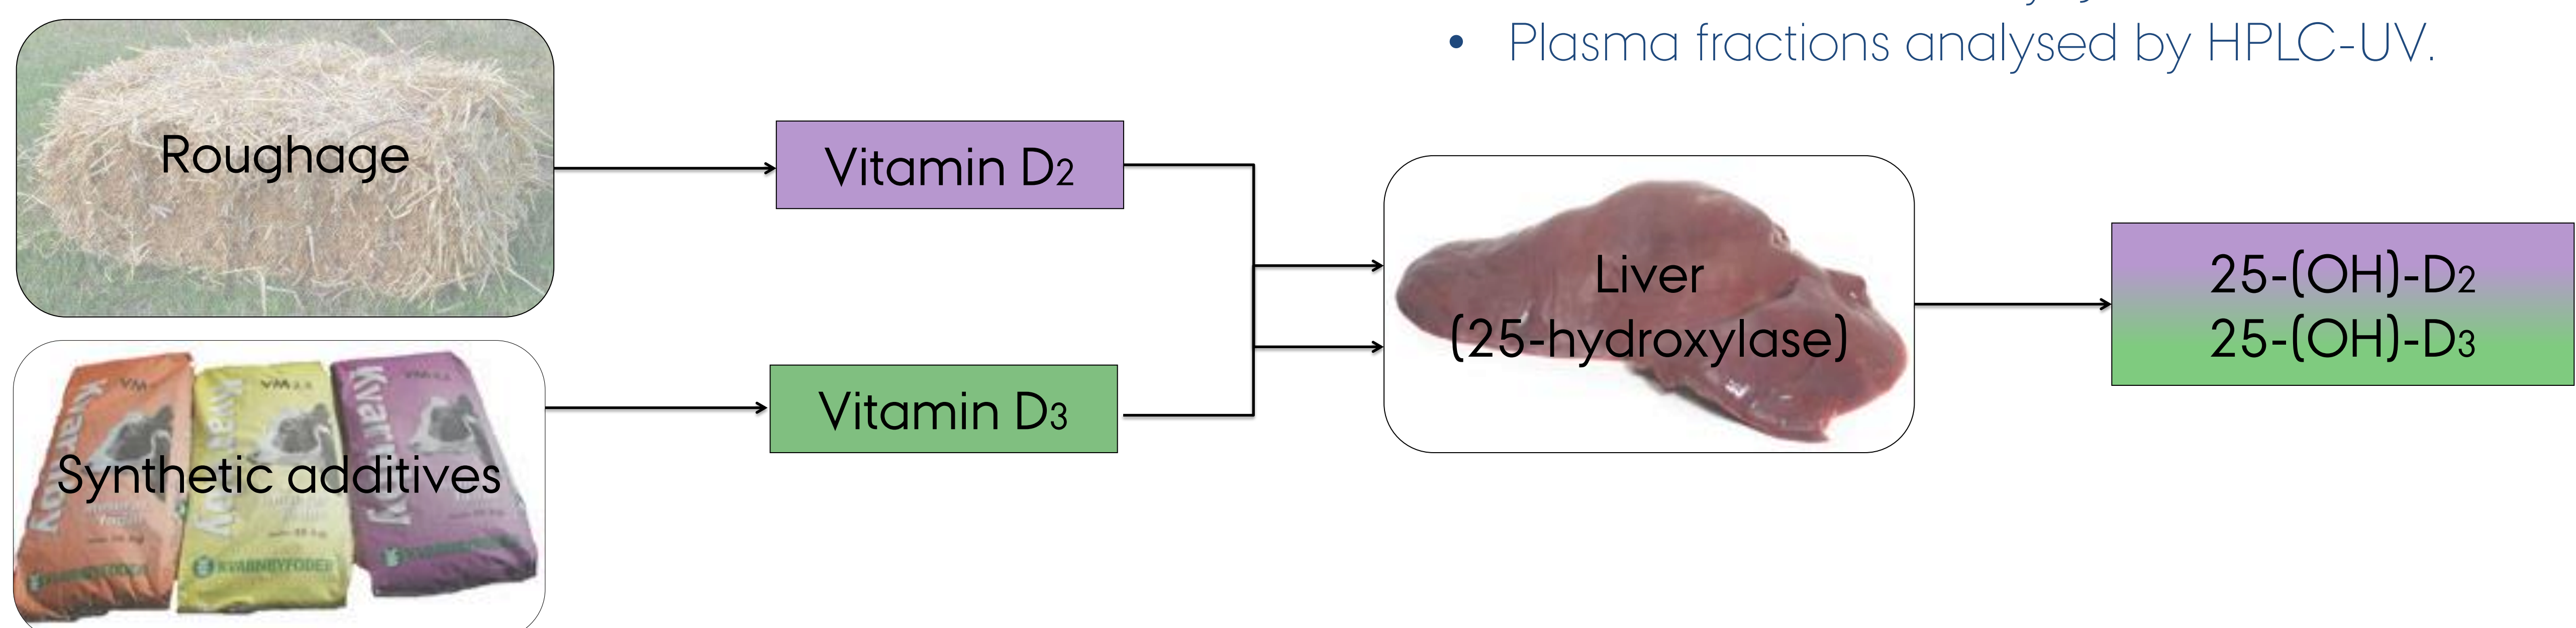 • Plasma fractions analysed by HPLC-UV.
Roughage
Vitamin D2
Liver
(25-hydroxylase)
25-(OH)-D2
25-(OH)-D3
Vitamin D3
Synthetic additives
KVARNBYFODER